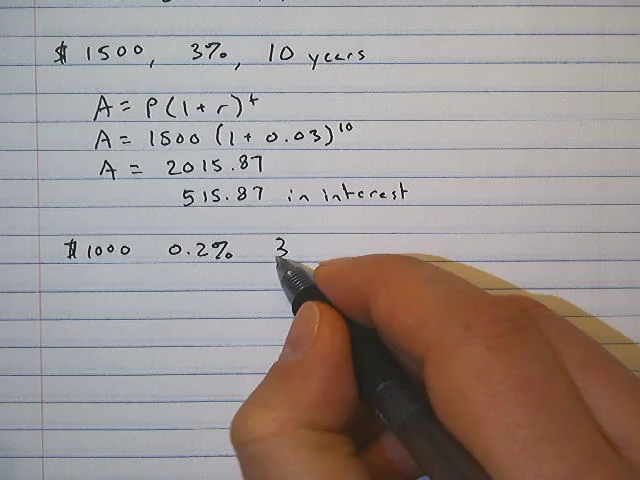 $ 1500, 3%, 10 years
A = P(1+r)^t
A = 1500 (1+0.03)^10
A = 2015.87
515.87 in interest
$1000 0.2% 3